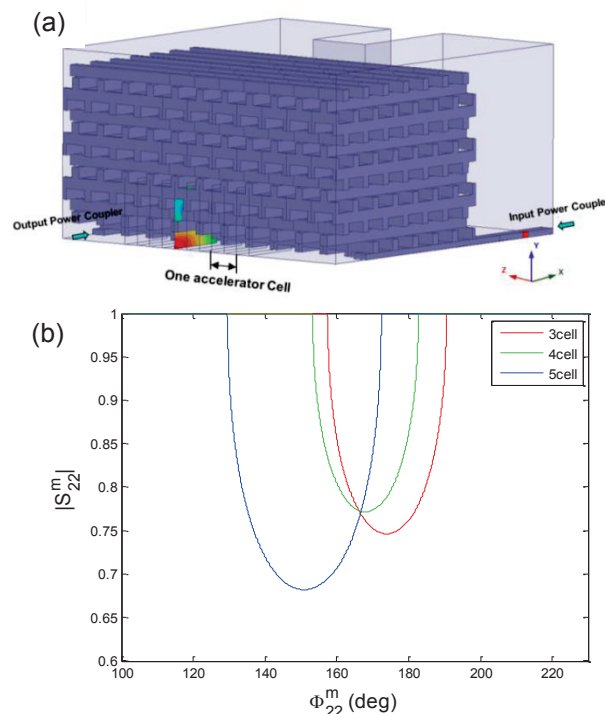 (a)
Output Power Coupler
Input Power Couple
One accelerator Cell
Y
Z
X
(b)
1
0.95
0.9
0.85
0.8
0.75
0.7
0.65
0.6
|S₂₂ᵐ|
3cell
4cell
5cell
100 120 140 160 180 200 220
Φ₂₂ᵐ (deg)